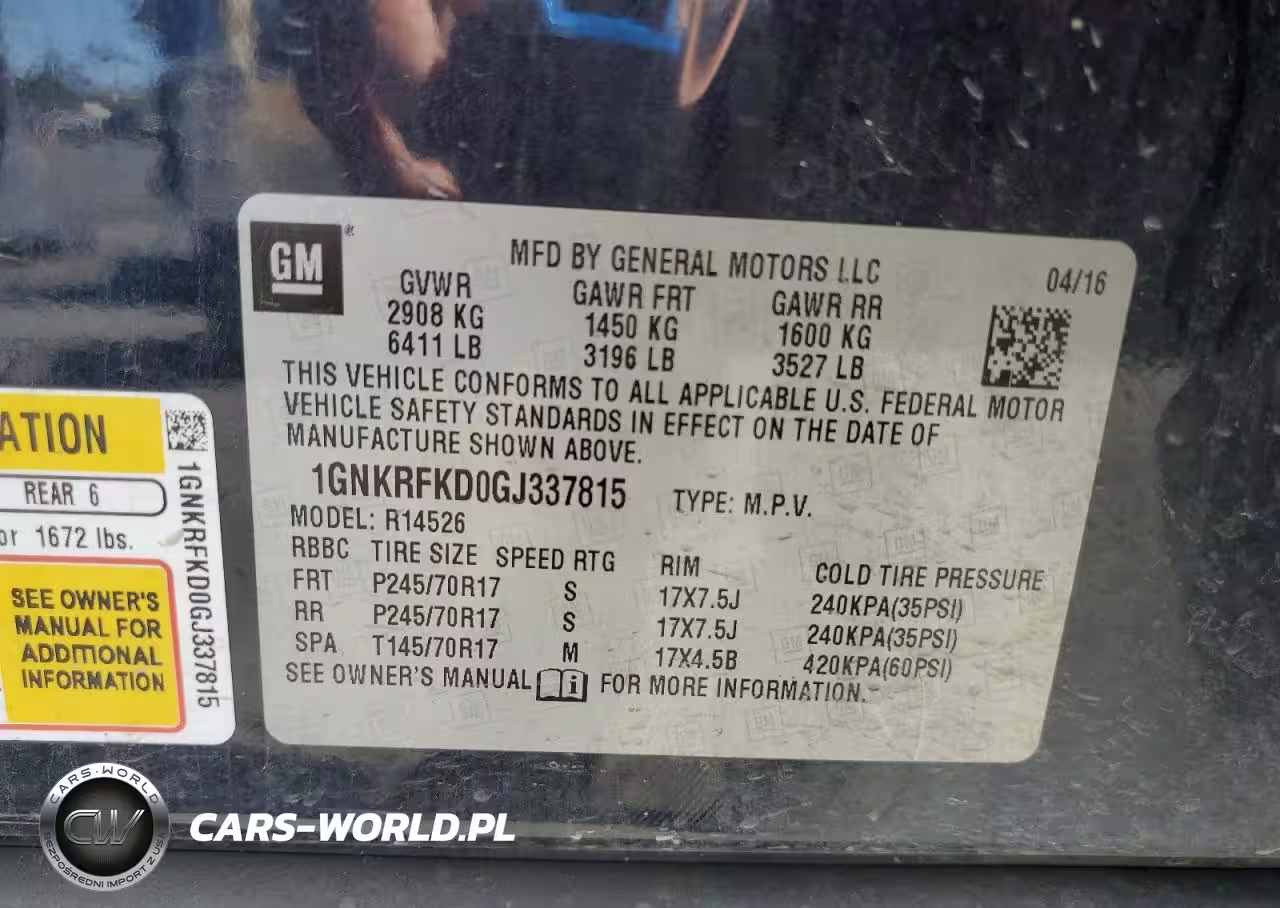 GM®
MFD BY GENERAL MOTORS LLC
04/16
GVWR GAWR FRT GAWR RR
2908 KG 1450 KG 1600 KG
6411 LB 3196 LB 3527 LB
THIS VEHICLE CONFORMS TO ALL APPLICABLE U.S. FEDERAL MOTOR
VEHICLE SAFETY STANDARDS IN EFFECT ON THE DATE OF
MANUFACTURE SHOWN ABOVE.
1GNKRFKD0GJ337815 TYPE: M.P.V.
MODEL: R14526
RBBC TIRE SIZE SPEED RTG RIM COLD TIRE PRESSURE
FRT P245/70R17 S 17X7.5J 240KPA(35PSI)
RR P245/70R17 S 17X7.5J 240KPA(35PSI)
SPA T145/70R17 M 17X4.5B 420KPA(60PSI)
SEE OWNER'S MANUAL FOR MORE INFORMATION.
ATION
REAR 6
or 1672 lbs.
SEE OWNER'S
MANUAL FOR
ADDITIONAL
INFORMATION
1GNKRFKD0GJ337815
CARS-WORLD
CW
BEZPOŚREDNI IMPORT Z USA
CARS-WORLD.PL